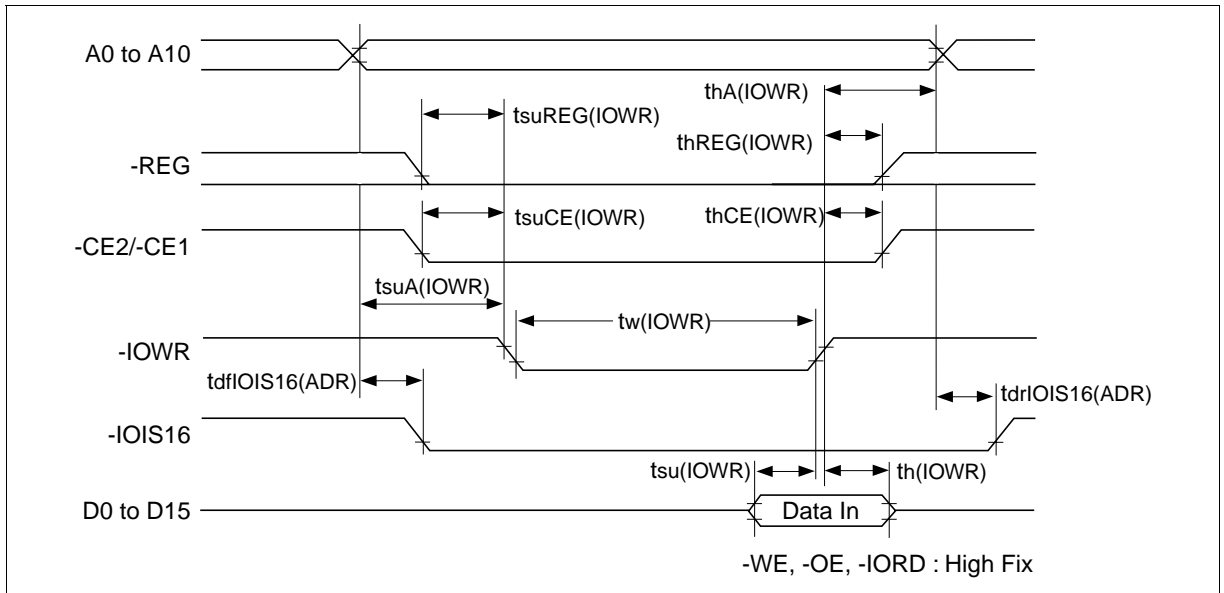 A0 to A10
thA(IOWR)
tsuREG(IOWR)
thREG(IOWR)
-REG
tsuCE(IOWR)
thCE(IOWR)
-CE2/-CE1
tsuA(IOWR)
tw(IOWR)
-IOWR
tdfIOIS16(ADR)
tdrIOIS16(ADR)
-IOIS16
tsu(IOWR)
th(IOWR)
D0 to D15
Data In
-WE, -OE, -IORD : High Fix